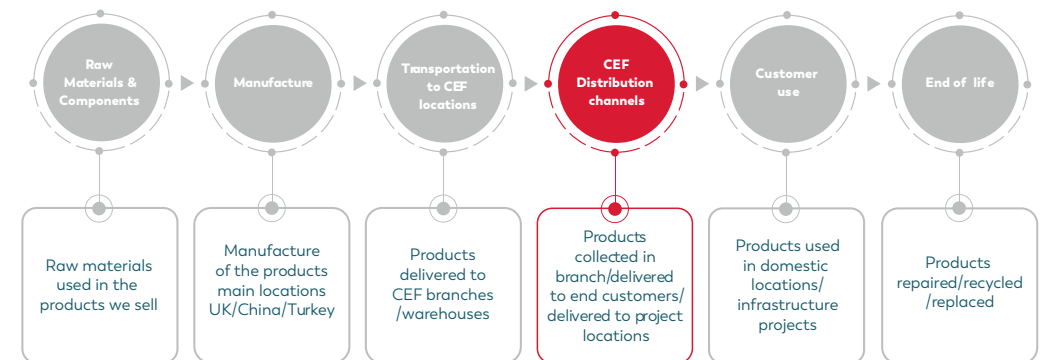 Raw
Materials &
Components
Manufacture
Transportation
to CEF
locations
CEF
Distribution
channels
Customer
use
End of life
Raw materials
used in the
products we sell
Manufacture
of the products
main locations
UK/China/Turkey
Products
delivered to
CEF branches
/warehouses
Products
collected in
branch/delivered
to end customers/
delivered to project
locations
Products used
in domestic
locations/
infrastructure
projects
Products
repaired/recycled
/replaced